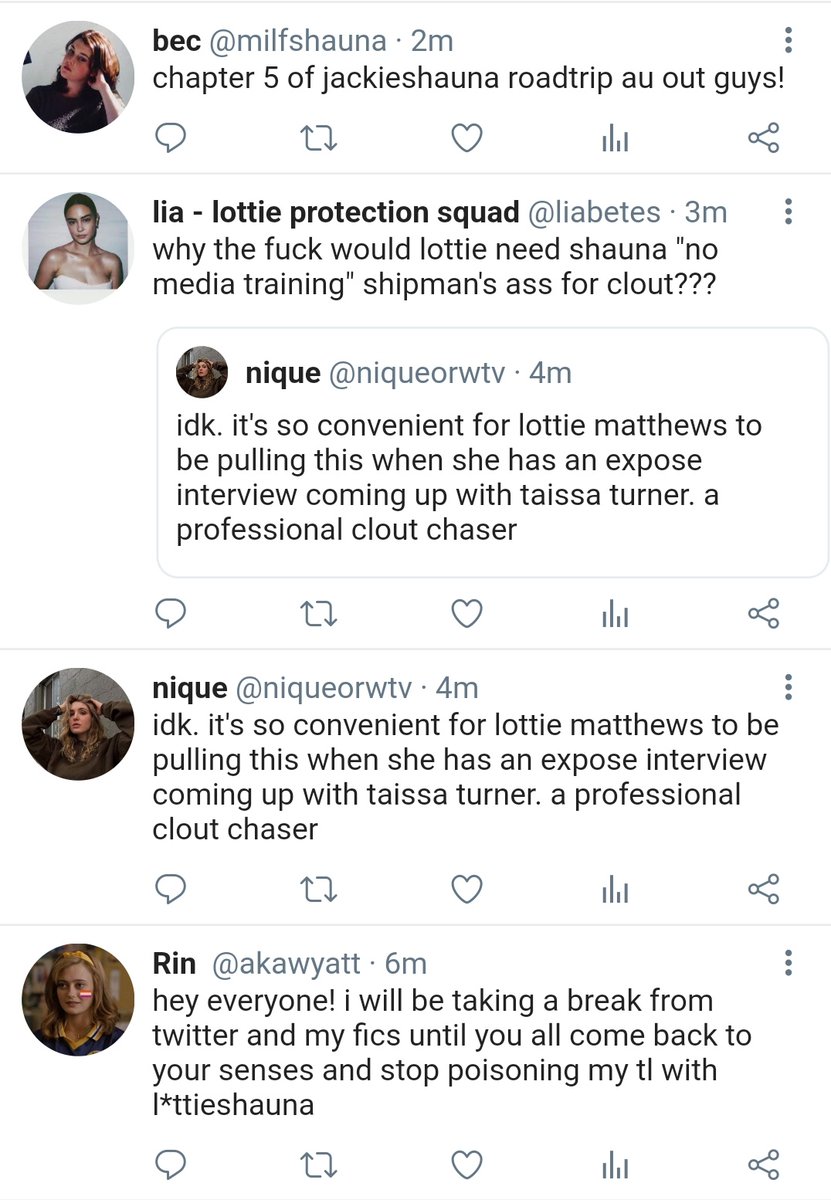 bec @milfshauna · 2m
chapter 5 of jackieshauna roadtrip au out guys!
lia - lottie protection squad @liabetes · 3m
why the fuck would lottie need shauna "no
media training" shipman's ass for clout???
nique @niqueorwtv · 4m
idk. it's so convenient for lottie matthews to
be pulling this when she has an expose
interview coming up with taissa turner. a
professional clout chaser
nique @niqueorwtv · 4m
idk. it's so convenient for lottie matthews to be
pulling this when she has an expose interview
coming up with taissa turner. a professional
clout chaser
Rin @akawyatt · 6m
hey everyone! i will be taking a break from
twitter and my fics until you all come back to
your senses and stop poisoning my tl with
l*ttieshauna